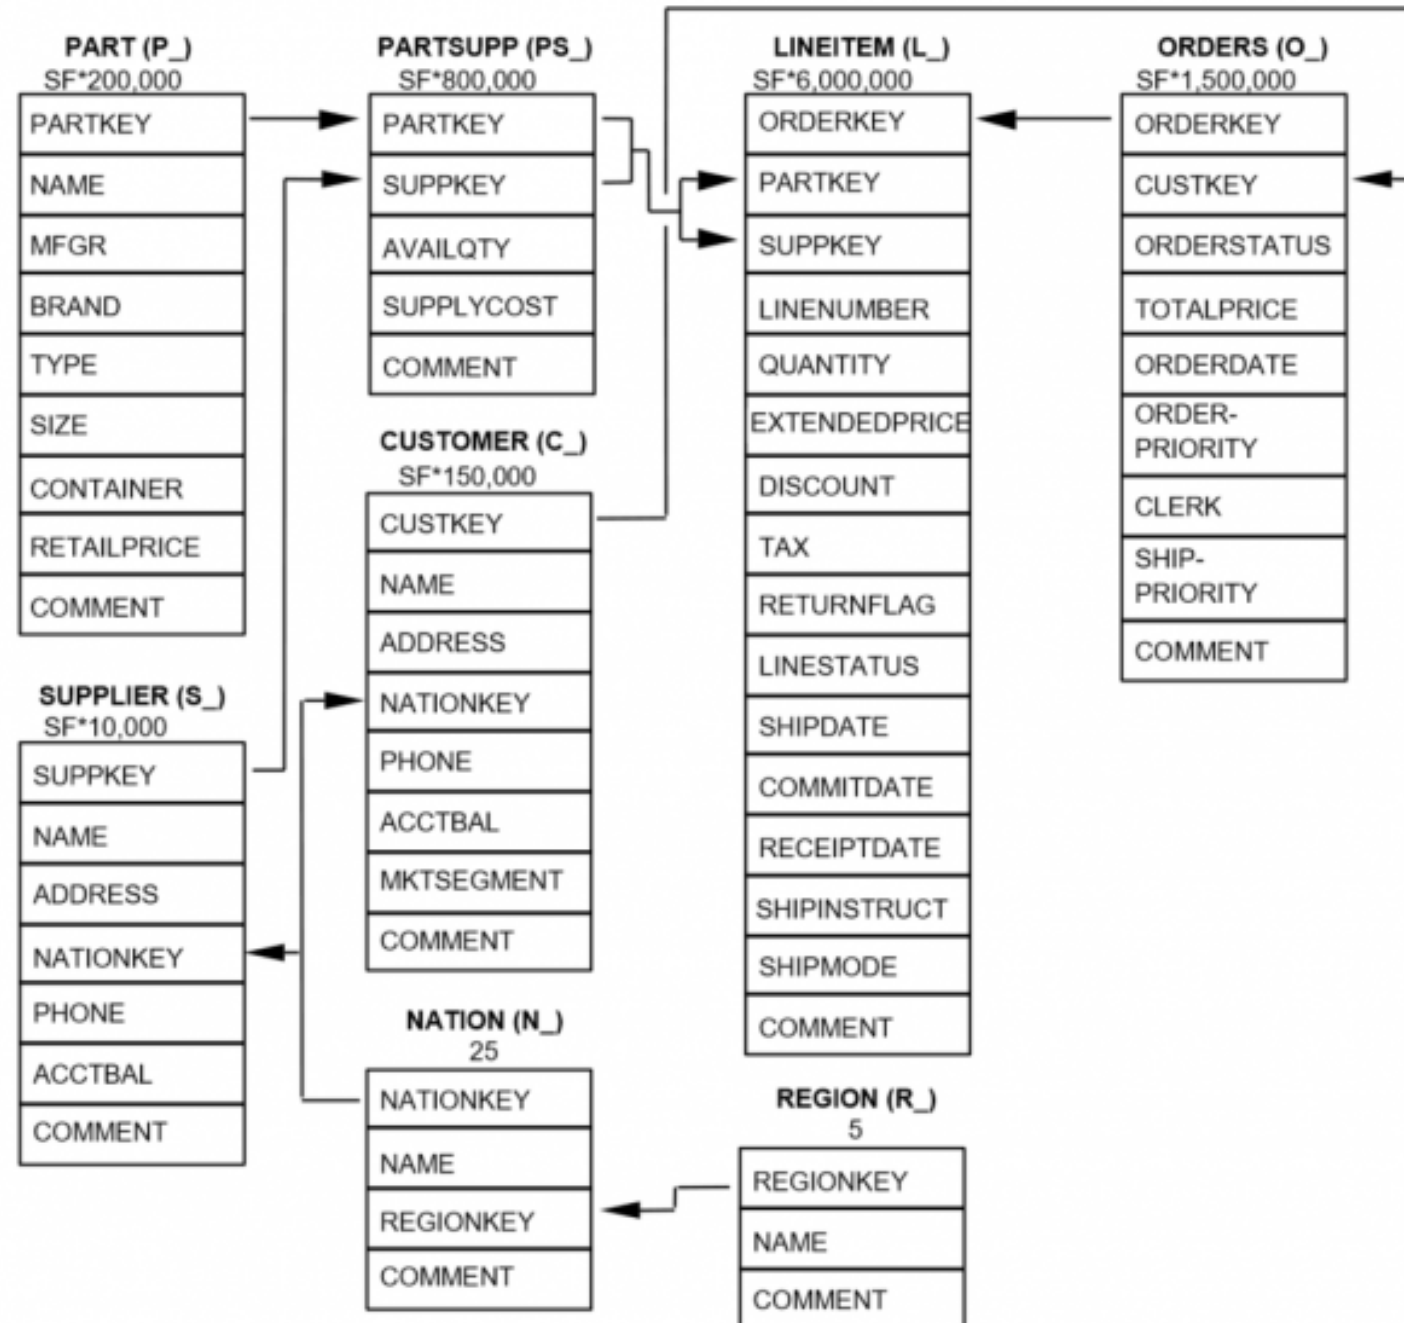 PART (P_)
SF*200,000
PARTKEY
NAME
MFGR
BRAND
TYPE
SIZE
CONTAINER
RETAILPRICE
COMMENT
SUPPLIER (S_)
SF*10,000
SUPPKEY
NAME
ADDRESS
NATIONKEY
PHONE
ACCTBAL
COMMENT
PARTSUPP (PS_)
SF*800,000
PARTKEY
SUPPKEY
AVAILQTY
SUPPLYCOST
COMMENT
CUSTOMER (C_)
SF*150,000
CUSTKEY
NAME
ADDRESS
NATIONKEY
PHONE
ACCTBAL
MKTSEGMENT
COMMENT
NATION (N_)
25
NATIONKEY
NAME
REGIONKEY
COMMENT
LINEITEM (L_)
SF*6,000,000
ORDERKEY
PARTKEY
SUPPKEY
LINENUMBER
QUANTITY
EXTENDEDPRICE
DISCOUNT
TAX
RETURNFLAG
LINESTATUS
SHIPDATE
COMMITDATE
RECEIPTDATE
SHIPINSTRUCT
SHIPMODE
COMMENT
REGION (R_)
5
REGIONKEY
NAME
COMMENT
ORDERS (O_)
SF*1,500,000
ORDERKEY
CUSTKEY
ORDERSTATUS
TOTALPRICE
ORDERDATE
ORDER-
PRIORITY
CLERK
SHIP-
PRIORITY
COMMENT